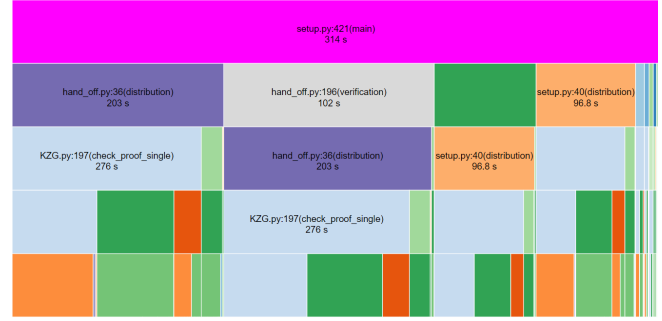 setup.py:421(main)
314 s
hand_off.py:36(distribution)
203 s
hand_off.py:196(verification)
102 s
setup.py:40(distribution)
96.8 s
KZG.py:197(check_proof_single)
276 s
hand_off.py:36(distribution)
203 s
setup.py:40(distribution)
96.8 s
KZG.py:197(check_proof_single)
276 s